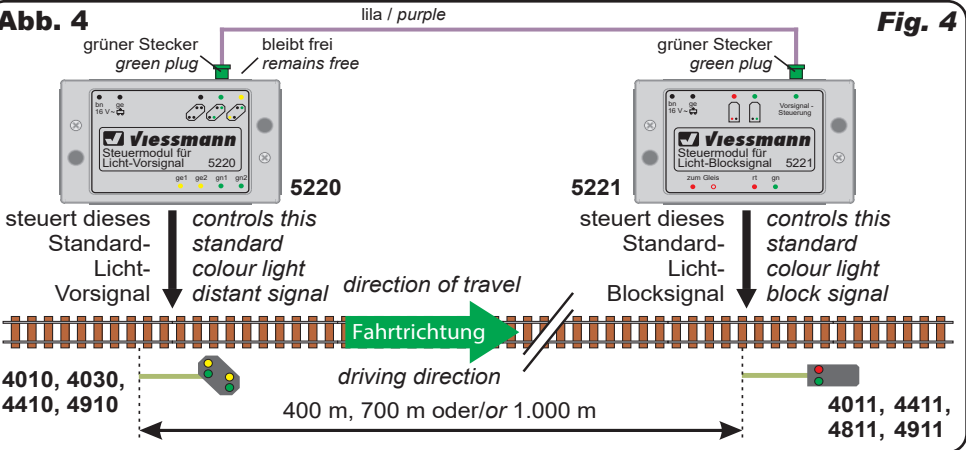 Abb. 4
lila / purple
Fig. 4
grüner Stecker
green plug
bleibt frei
remains free
grüner Stecker
green plug
bn ge
16 V~
viessmann
Steuermodul für
Licht-Vorsignal 5220
ge1 ge2 gn1 gn2
5220
bn ge
16 V~
Vorsignal -
Steuerung
viessmann
Steuermodul für
Licht-Blocksignal 5221
zum Gleis rt gn
5221
steuert dieses
Standard-
Licht-
Vorsignal
controls this
standard
colour light
distant signal
steuert dieses
Standard-
Licht-
Blocksignal
controls this
standard
colour light
block signal
direction of travel
Fahrtrichtung
driving direction
4010, 4030,
4410, 4910
400 m, 700 m oder/or 1.000 m
4011, 4411,
4811, 4911